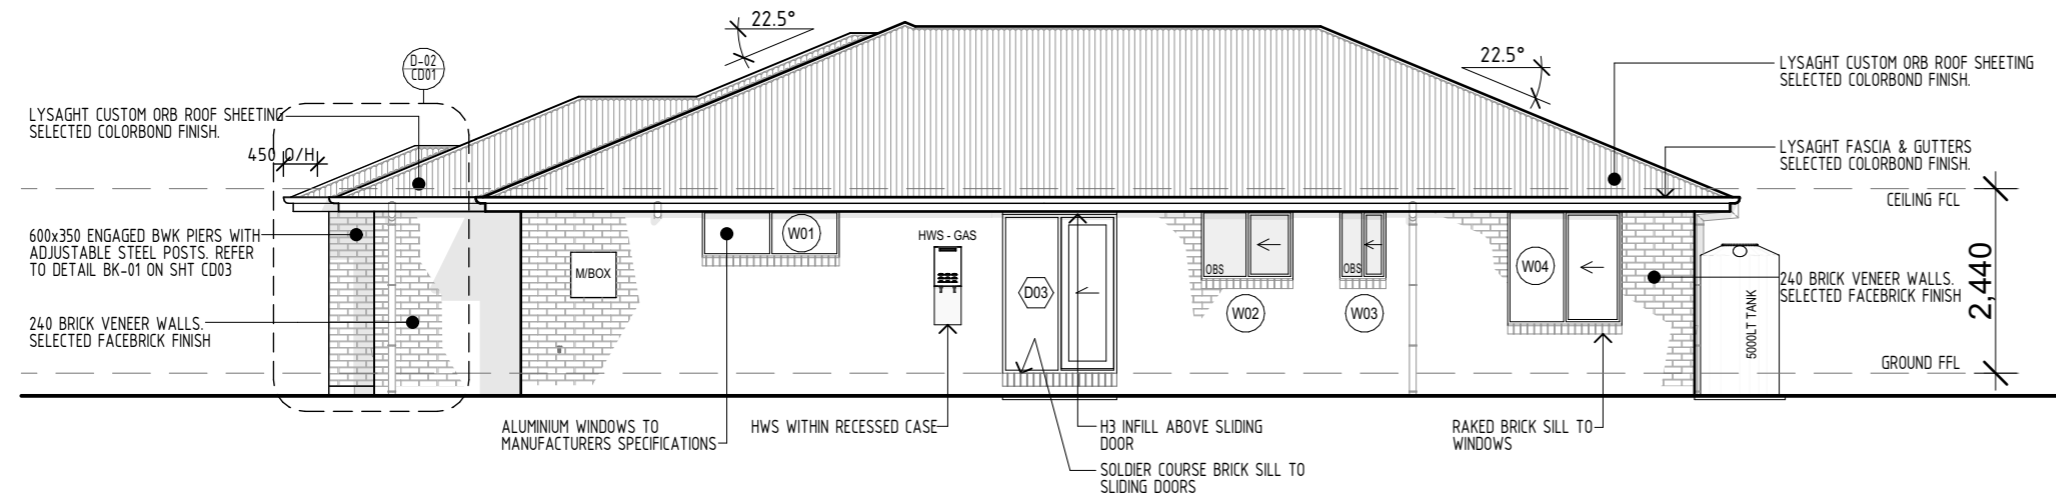 22.5°
D-02
CD01
22.5°
LYSAGHT CUSTOM ORB ROOF SHEETING
SELECTED COLORBOND FINISH.
LYSAGHT CUSTOM ORB ROOF SHEETING
SELECTED COLORBOND FINISH.
450 O/H
LYSAGHT FASCIA & GUTTERS
SELECTED COLORBOND FINISH.
CEILING FCL
600x350 ENGAGED BWK PIERS WITH
ADJUSTABLE STEEL POSTS. REFER
TO DETAIL BK-01 ON SHT CD03
W01
HWS - GAS
M/BOX
D03
OBS
W02
OBS
W03
W04
5000LT TANK
240 BRICK VENEER WALLS.
SELECTED FACEBRICK FINISH
2,440
240 BRICK VENEER WALLS.
SELECTED FACEBRICK FINISH
GROUND FFL
ALUMINIUM WINDOWS TO
MANUFACTURERS SPECIFICATIONS
HWS WITHIN RECESSED CASE
H3 INFILL ABOVE SLIDING
DOOR
SOLDIER COURSE BRICK SILL TO
SLIDING DOORS
RAKED BRICK SILL TO
WINDOWS